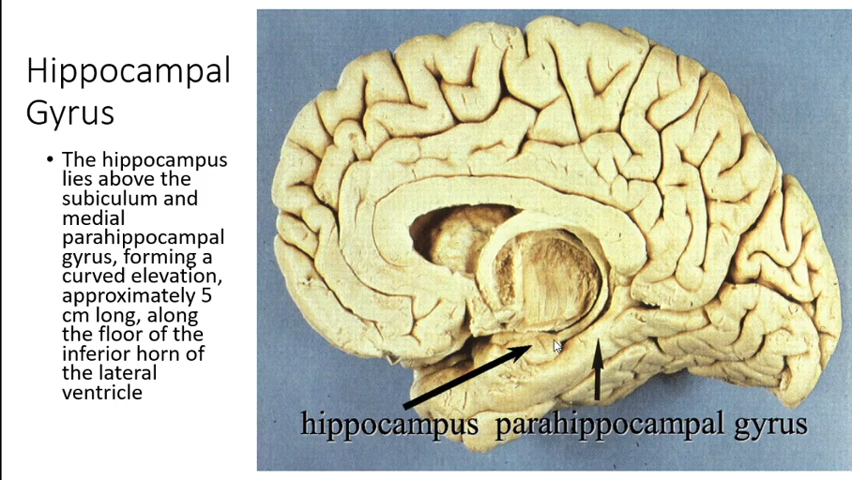 Hippocampal
Gyrus
• The hippocampus
lies above the
subiculum and
medial
parahippocampal
gyrus, forming a
curved elevation,
approximately 5
cm long, along
the floor of the
inferior horn of
the lateral
ventricle
hippocampus parahippocampal gyrus